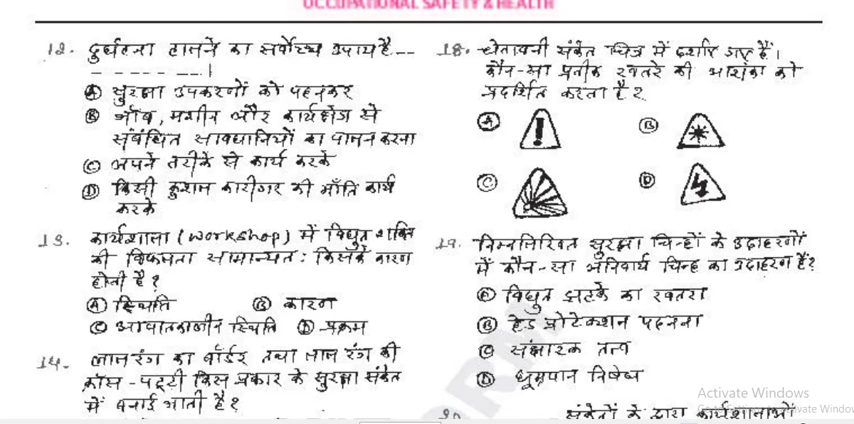 OCCUPATIONAL SAFETY & HEALTH
12. दुर्घटना टालने का सर्वोच्च उपाय है --
- - - - - --।
(A) सुरक्षा उपकरणों को पहनकर
(B) जॉब, मशीन और कार्यक्षेत्र से
संबंधित सावधानियों का पालन करना
(C) अपने तरीके से कार्य करके
(D) किसी कुशल कारीगर की भाँति कार्य
करके
13. कार्यशाला (workshop) में विद्युत शक्ति
की विफलता सामान्यत: किसके कारण
होती है?
(A) स्थिति (B) कारण
(C) आपातकालीन स्थिति (D) प्रक्रम
14. लाल रंग का बॉर्डर तथा लाल रंग की
क्रॉस-पट्टी किस प्रकार के सुरक्षा संकेत
में बनाई जाती है?
18. चेतावनी संकेत चित्र में दर्शाए गए हैं।
कौन-सा प्रतीक खतरे की आशंका को
प्रदर्शित करता है?
(A) (B)
(C) (D)
19. निम्नलिखित सुरक्षा चिन्हों के उदाहरणों
में कौन-सा अनिवार्य चिन्ह का उदाहरण है?
(A) विद्युत झटके का खतरा
(B) हेड प्रोटेक्शन पहनना
(C) संक्षारक तत्व
(D) धूम्रपान निषेध
20 संकेतों के द्वारा कार्यशालाओं
Activate Windows